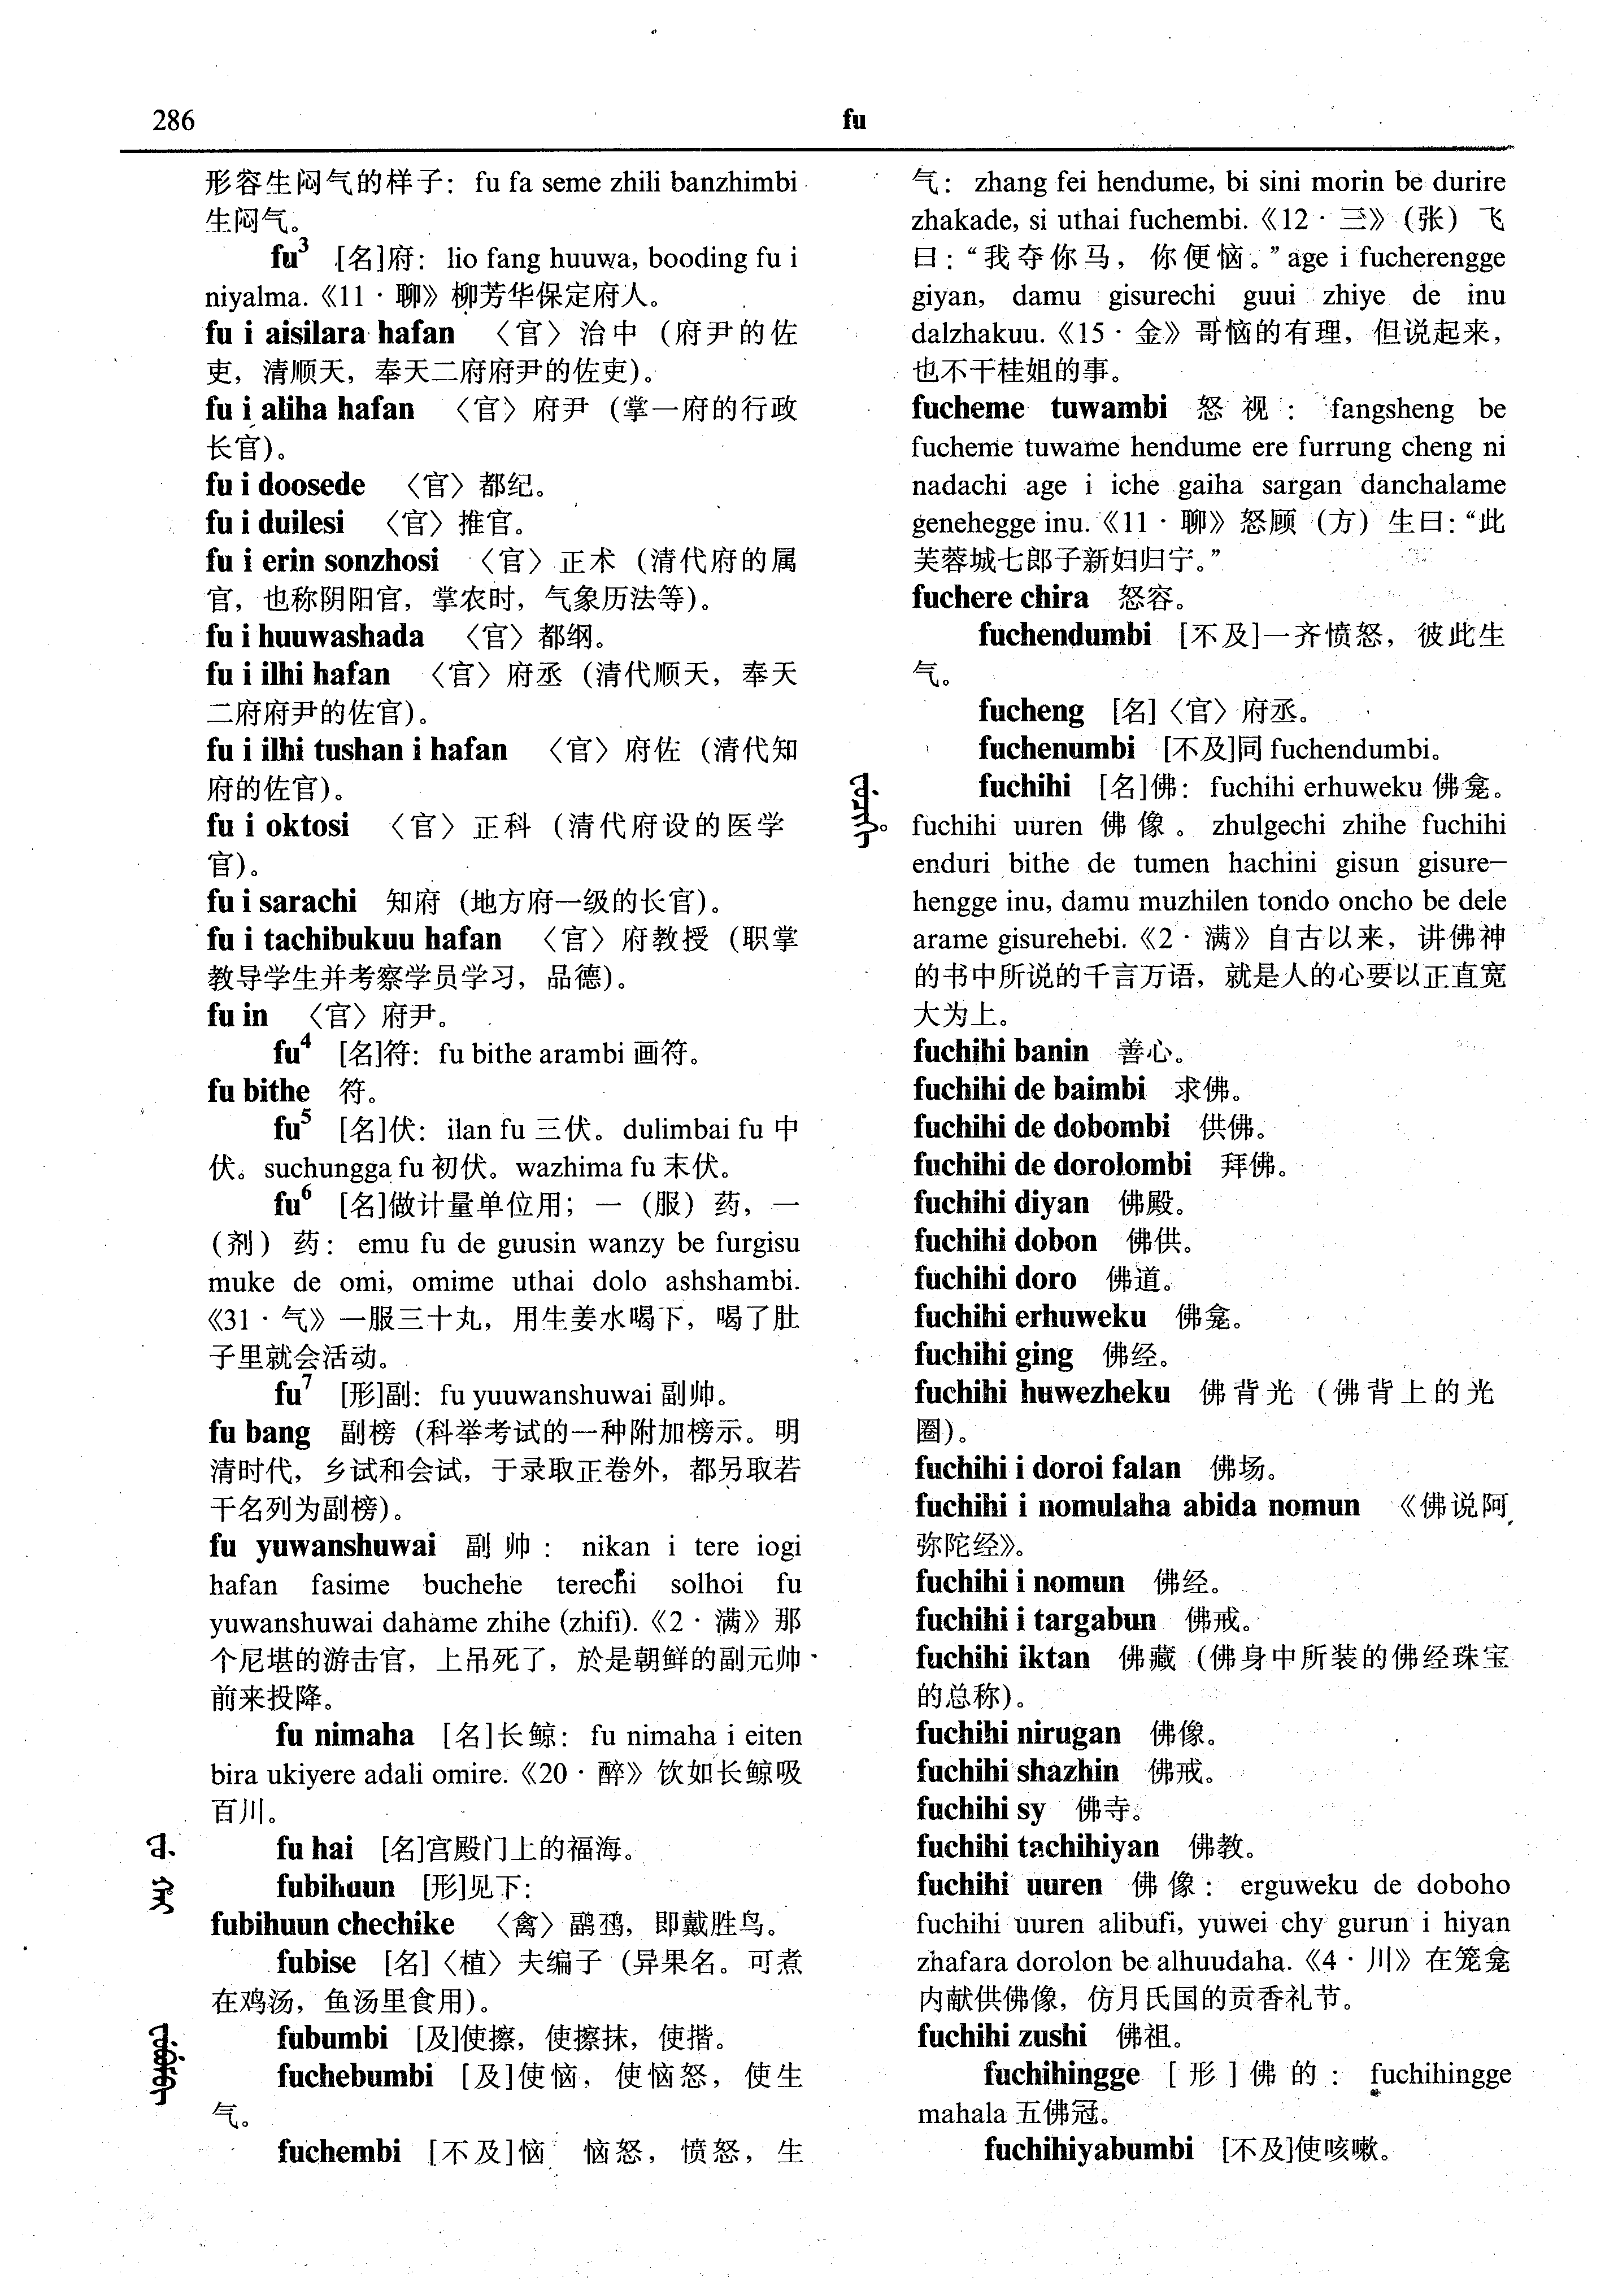 286
fu
形容生闷气的样子：fu fa seme zhili banzhimbi
生闷气。
fu³ [名]府：lio fang huuwa, booding fu i
niyalma.《11·聊》柳芳华保定府人。
fu i aisilara hafan 〈官〉治中（府尹的佐
吏，清顺天，奉天二府府尹的佐吏）。
fu i aliha hafan 〈官〉府尹（掌一府的行政
长官）。
fu i doosede 〈官〉都纪。
fu i duilesi 〈官〉推官。
fu i erin sonzhosi 〈官〉正术（清代府的属
官，也称阴阳官，掌农时，气象历法等）。
fu i huuwashada 〈官〉都纲。
fu i ilhi hafan 〈官〉府丞（清代顺天，奉天
二府府尹的佐官）。
fu i ilhi tushan i hafan 〈官〉府佐（清代知
府的佐官）。
fu i oktosi 〈官〉正科（清代府设的医学
官）。
fu i sarachi 知府（地方府一级的长官）。
fu i tachibukuu hafan 〈官〉府教授（职掌
教导学生并考察学员学习，品德）。
fu in 〈官〉府尹。
fu⁴ [名]符：fu bithe arambi 画符。
fu bithe 符。
fu⁵ [名]伏：ilan fu 三伏。dulimbai fu 中
伏。suchungga fu 初伏。wazhima fu 末伏。
fu⁶ [名]做计量单位用；一（服）药，一
（剂）药：emu fu de guusin wanzy be furgisu
muke de omi, omime uthai dolo ashshambi.
《31·气》一服三十丸，用生姜水喝下，喝了肚
子里就会活动。
fu⁷ [形]副：fu yuuwanshuwai 副帅。
fu bang 副榜（科举考试的一种附加榜示。明
清时代，乡试和会试，于录取正卷外，都另取若
干名列为副榜）。
fu yuwanshuwai 副帅：nikan i tere iogi
hafan fasime buchehe terechi solhoi fu
yuwanshuwai dahame zhihe (zhifi).《2·满》那
个尼堪的游击官，上吊死了，於是朝鲜的副元帅
前来投降。
fu nimaha [名]长鲸：fu nimaha i eiten
bira ukiyere adali omire.《20·醉》饮如长鲸吸
百川。
fu hai [名]宫殿门上的福海。
fubihuun [形]见下：
fubihuun chechike 〈禽〉鶝鶔，即戴胜鸟。
fubise [名]〈植〉夫编子（异果名。可煮
在鸡汤，鱼汤里食用）。
fubumbi [及]使擦，使擦抹，使揩。
fuchebumbi [及]使恼，使恼怒，使生
气。
fuchembi [不及]恼 恼怒，愤怒，生
气：zhang fei hendume, bi sini morin be durire
zhakade, si uthai fuchembi.《12·三》（张）飞
曰：“我夺你马，你便恼。”age i fucherengge
giyan, damu gisurechi guui zhiye de inu
dalzhakuu.《15·金》哥恼的有理，但说起来，
也不干桂姐的事。
fucheme tuwambi 怒视：fangsheng be
fucheme tuwame hendume ere furrung cheng ni
nadachi age i iche gaiha sargan danchalame
genehegge inu.《11·聊》怒顾（方）生曰：“此
芙蓉城七郎子新妇归宁。”
fuchere chira 怒容。
fuchendumbi [不及]一齐愤怒，彼此生
气。
fucheng [名]〈官〉府丞。
fuchenumbi [不及]同 fuchendumbi。
fuchihi [名]佛：fuchihi erhuweku 佛龛。
fuchihi uuren 佛像。zhulgechi zhihe fuchihi
enduri bithe de tumen hachini gisun gisure—
hengge inu, damu muzhilen tondo oncho be dele
arame gisurehebi.《2·满》自古以来，讲佛神
的书中所说的千言万语，就是人的心要以正直宽
大为上。
fuchihi banin 善心。
fuchihi de baimbi 求佛。
fuchihi de dobombi 供佛。
fuchihi de dorolombi 拜佛。
fuchihi diyan 佛殿。
fuchihi dobon 佛供。
fuchihi doro 佛道。
fuchihi erhuweku 佛龛。
fuchihi ging 佛经。
fuchihi huwezheku 佛背光（佛背上的光
圈）。
fuchihi i doroi falan 佛场。
fuchihi i nomulaha abida nomun 《佛说阿
弥陀经》。
fuchihi i nomun 佛经。
fuchihi i targabun 佛戒。
fuchihi iktan 佛藏（佛身中所装的佛经珠宝
的总称）。
fuchihi nirugan 佛像。
fuchihi shazhin 佛戒。
fuchihi sy 佛寺。
fuchihi tachihiyan 佛教。
fuchihi uuren 佛像：erguweku de doboho
fuchihi uuren alibufi, yuwei chy gurun i hiyan
zhafara dorolon be alhuudaha.《4·川》在笼龛
内献供佛像，仿月氏国的贡香礼节。
fuchihi zushi 佛祖。
fuchihingge [形]佛的：fuchihingge
mahala 五佛冠。
fuchihiyabumbi [不及]使咳嗽。